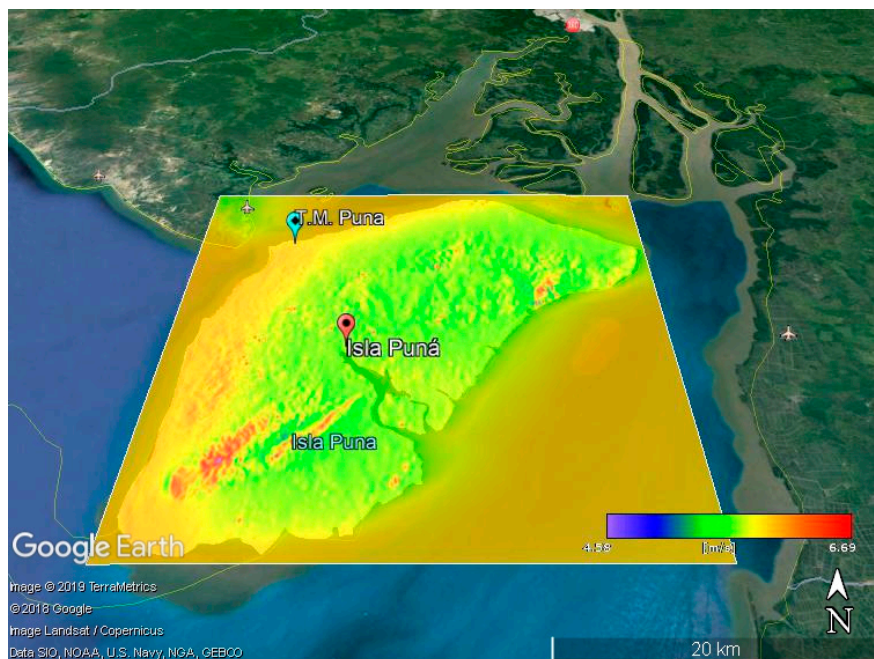 T.M. Puna
Isla Puná
Isla Puna
4.58 [m/s] 6.69
Google Earth
Image © 2019 TerraMetrics
© 2018 Google
Image Landsat / Copernicus
Data SIO, NOAA, U.S. Navy, NGA, GEBCO
N
20 km